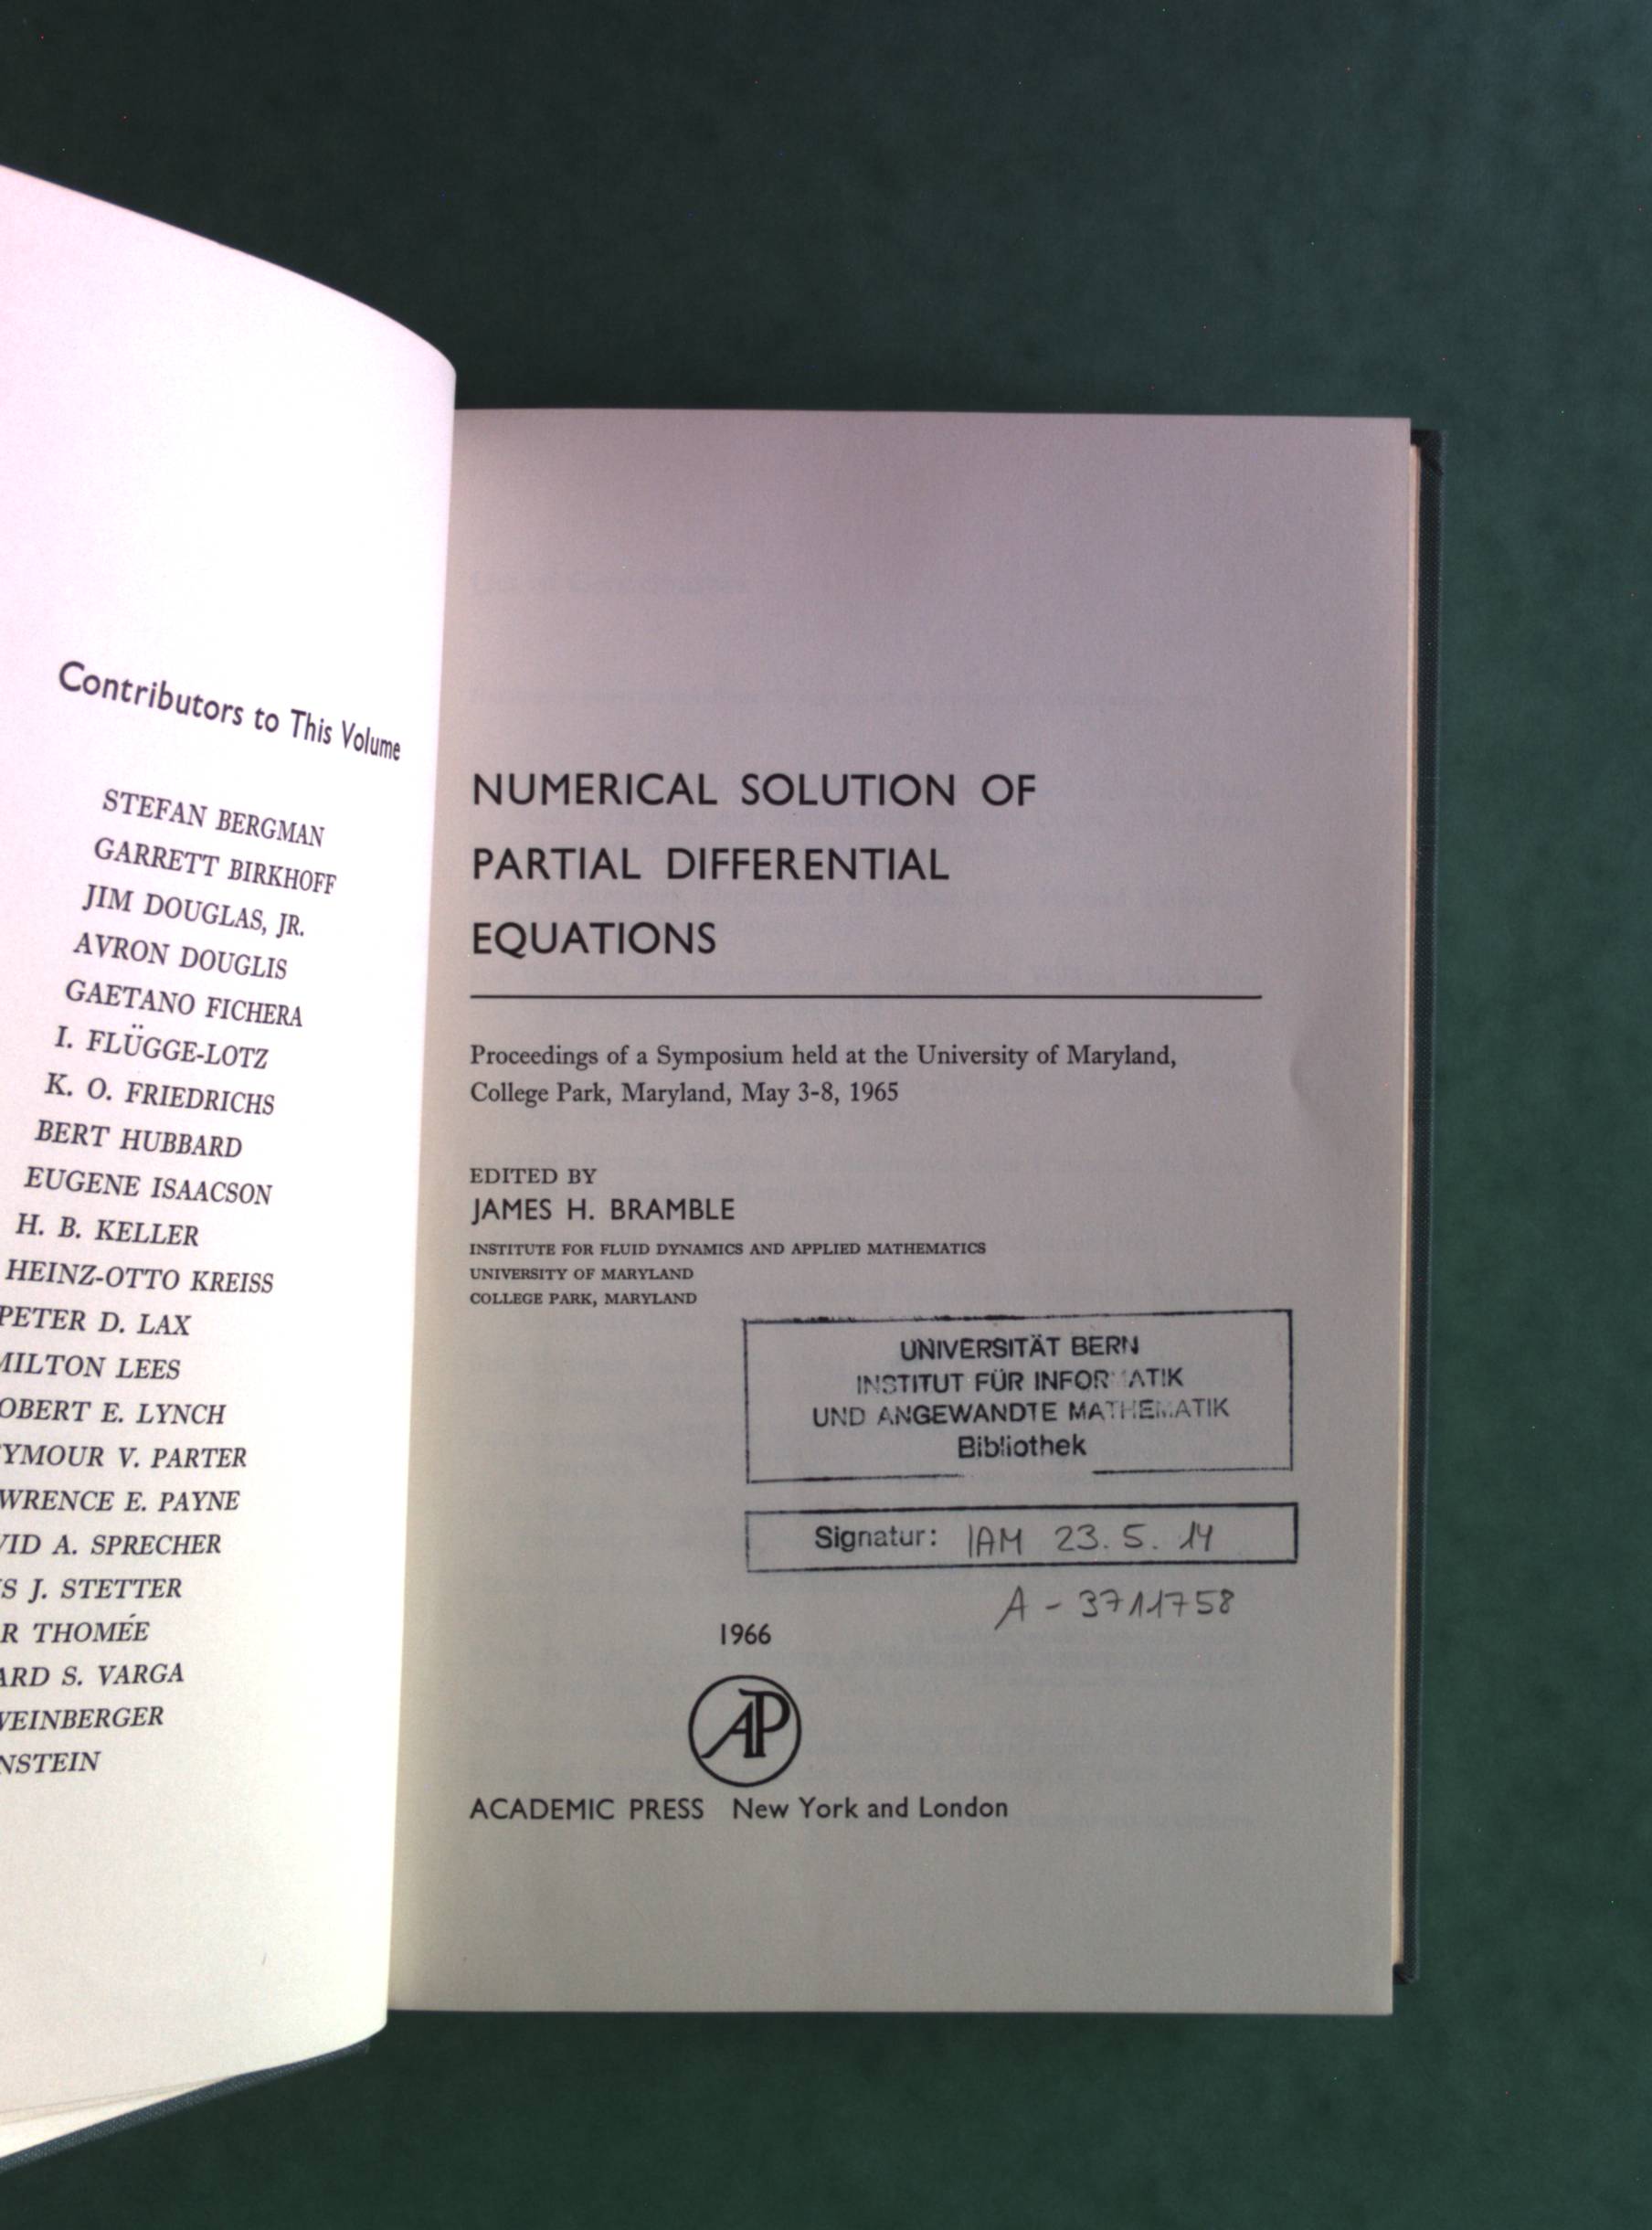 Contributors to This Volume
STEFAN BERGMAN
GARRETT BIRKHOFF
JIM DOUGLAS, JR.
AVRON DOUGLIS
GAETANO FICHERA
I. FLÜGGE-LOTZ
K. O. FRIEDRICHS
BERT HUBBARD
EUGENE ISAACSON
H. B. KELLER
HEINZ-OTTO KREISS
PETER D. LAX
MILTON LEES
OBERT E. LYNCH
YMOUR V. PARTER
WRENCE E. PAYNE
VID A. SPRECHER
S J. STETTER
R THOMÉE
ARD S. VARGA
WEINBERGER
NSTEIN
NUMERICAL SOLUTION OF
PARTIAL DIFFERENTIAL
EQUATIONS
Proceedings of a Symposium held at the University of Maryland,
College Park, Maryland, May 3-8, 1965
EDITED BY
JAMES H. BRAMBLE
INSTITUTE FOR FLUID DYNAMICS AND APPLIED MATHEMATICS
UNIVERSITY OF MARYLAND
COLLEGE PARK, MARYLAND
UNIVERSITÄT BERN
INSTITUT FÜR INFORMATIK
UND ANGEWANDTE MATHEMATIK
Bibliothek
Signatur: IAM 23. 5. 14
A - 3711758
1966
AP
ACADEMIC PRESS New York and London